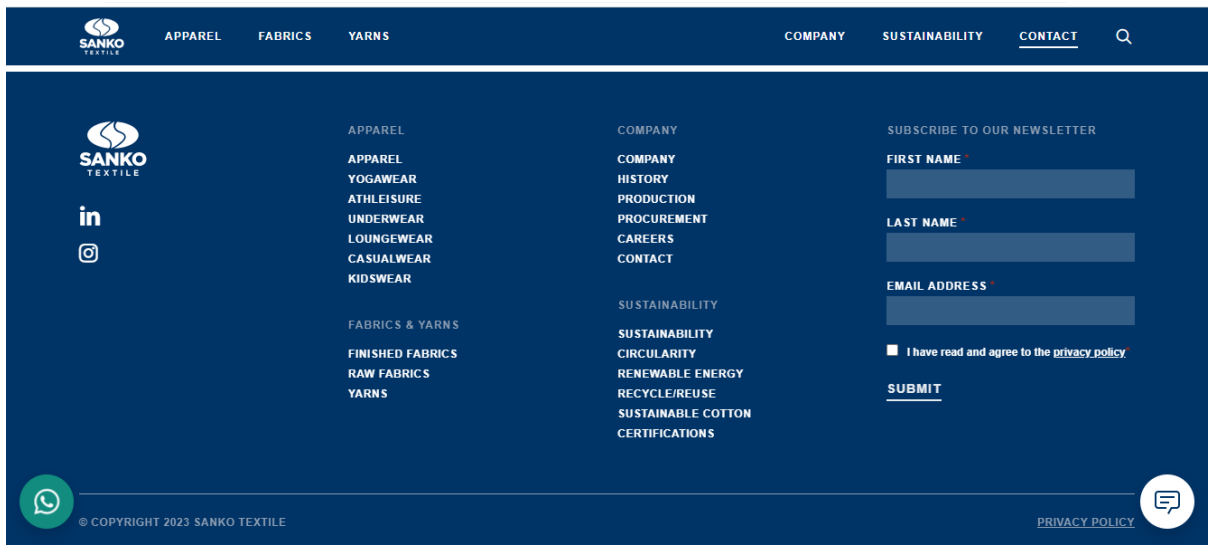 SANKO
TEXTILE
APPAREL
FABRICS
YARNS
COMPANY
SUSTAINABILITY
CONTACT
SANKO
TEXTILE
in
APPAREL
APPAREL
YOGAWEAR
ATHLEISURE
UNDERWEAR
LOUNGEWEAR
CASUALWEAR
KIDSWEAR
FABRICS & YARNS
FINISHED FABRICS
RAW FABRICS
YARNS
COMPANY
COMPANY
HISTORY
PRODUCTION
PROCUREMENT
CAREERS
CONTACT
SUSTAINABILITY
SUSTAINABILITY
CIRCULARITY
RENEWABLE ENERGY
RECYCLE/REUSE
SUSTAINABLE COTTON
CERTIFICATIONS
SUBSCRIBE TO OUR NEWSLETTER
FIRST NAME *
LAST NAME *
EMAIL ADDRESS *
I have read and agree to the privacy policy*
SUBMIT
© COPYRIGHT 2023 SANKO TEXTILE
PRIVACY POLICY